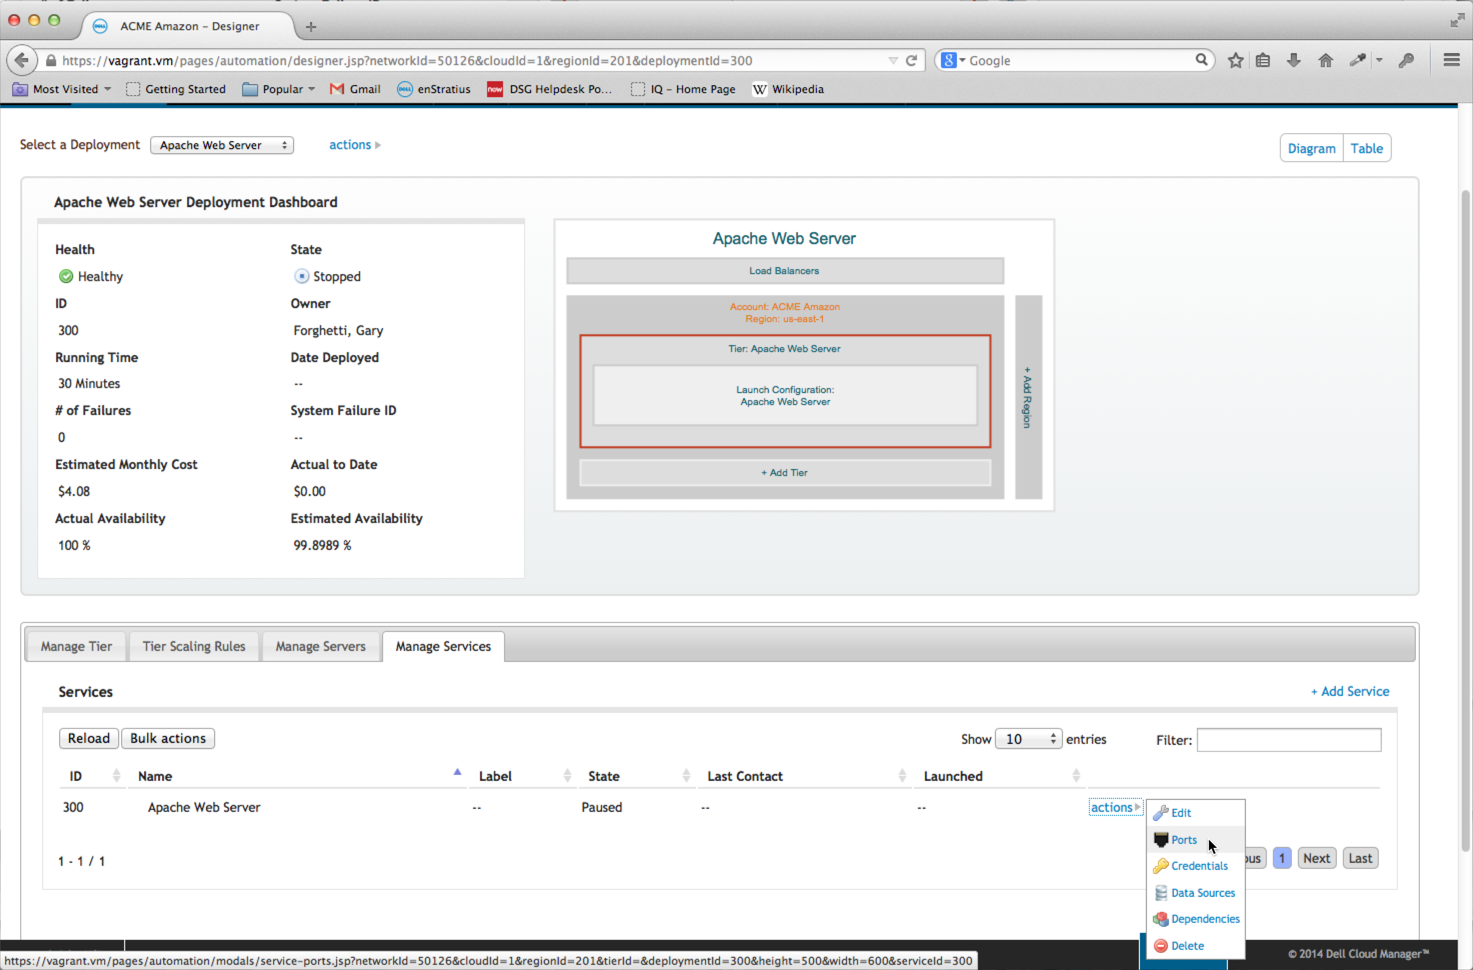 ACME Amazon – Designer
https://vagrant.vm/pages/automation/designer.jsp?networkId=50126&cloudId=1&regionId=201&deploymentId=300
8 Google
Most Visited Getting Started Popular Gmail DELL enStratius now DSG Helpdesk Po... IQ – Home Page W Wikipedia
Select a Deployment Apache Web Server actions
Diagram Table
Apache Web Server Deployment Dashboard
Health State
Healthy Stopped
ID Owner
300 Forghetti, Gary
Running Time Date Deployed
30 Minutes --
# of Failures System Failure ID
0 --
Estimated Monthly Cost Actual to Date
$4.08 $0.00
Actual Availability Estimated Availability
100 % 99.8989 %
Apache Web Server
Load Balancers
Account: ACME Amazon
Region: us-east-1
Tier: Apache Web Server
Launch Configuration:
Apache Web Server
+ Add Tier
+ Add Region
Manage Tier Tier Scaling Rules Manage Servers Manage Services
Services + Add Service
Reload Bulk actions Show 10 entries Filter:
ID Name Label State Last Contact Launched
300 Apache Web Server -- Paused -- -- actions
Edit
Ports
Credentials
Data Sources
Dependencies
Delete
1 - 1 / 1
ous 1 Next Last
© 2014 Dell Cloud Manager™
https://vagrant.vm/pages/automation/modals/service-ports.jsp?networkId=50126&cloudId=1&regionId=201&tierId=&deploymentId=300&height=500&width=600&serviceId=300